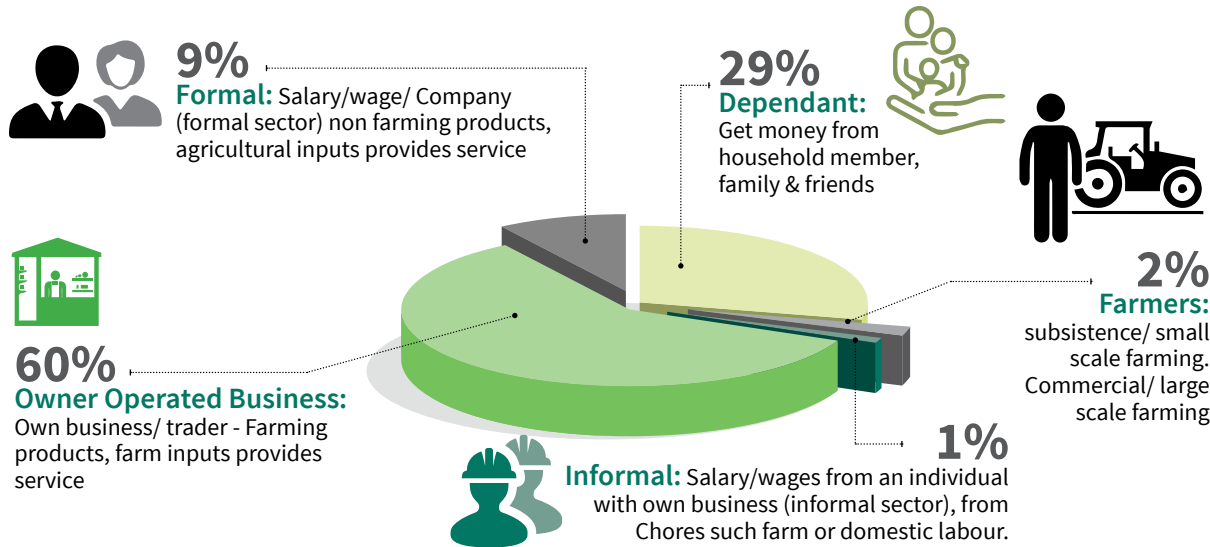 9%
Formal: Salary/wage/ Company
(formal sector) non farming products,
agricultural inputs provides service
29%
Dependant:
Get money from
household member,
family & friends
2%
Farmers:
subsistence/ small
scale farming.
Commercial/ large
scale farming
60%
Owner Operated Business:
Own business/ trader - Farming
products, farm inputs provides
service
1%
Informal: Salary/wages from an individual
with own business (informal sector), from
Chores such farm or domestic labour.